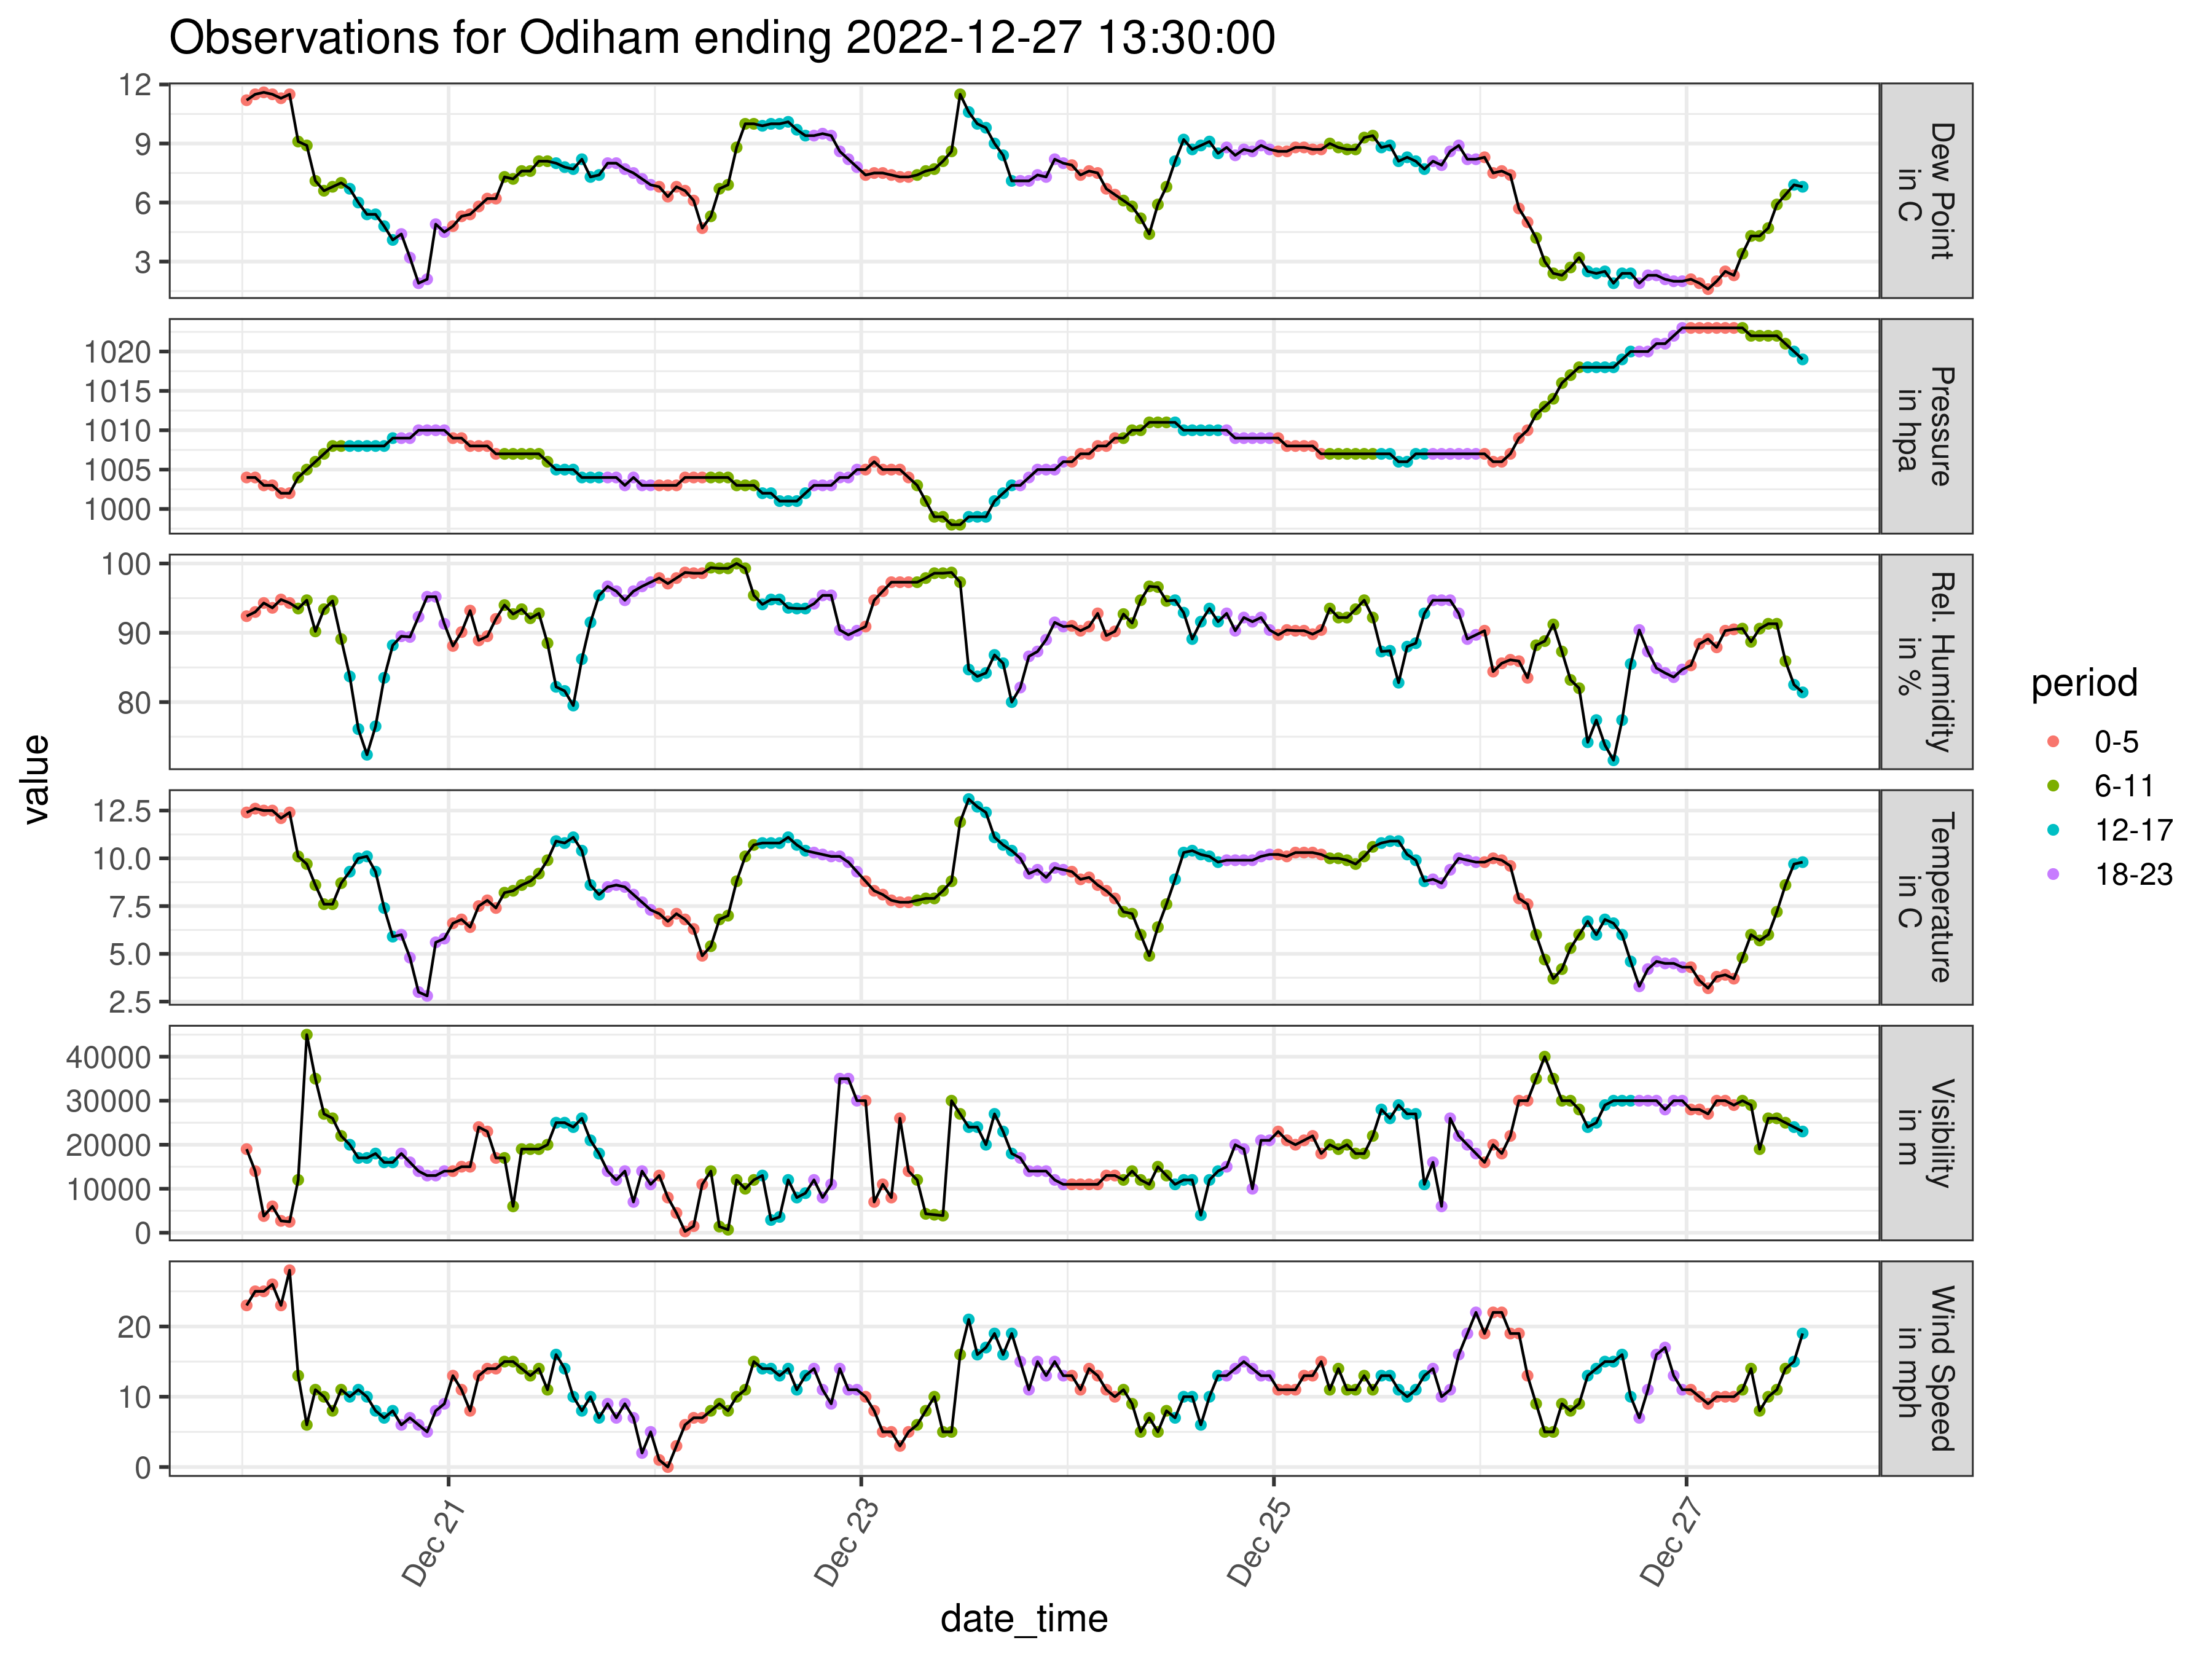 Observations for Odiham ending 2022-12-27 13:30:00
value
12
9
6
3
Dew Point
in C
1020
1015
1010
1005
1000
Pressure
in hpa
100
90
80
Rel. Humidity
in %
12.5
10.0
7.5
5.0
2.5
Temperature
in C
40000
30000
20000
10000
0
Visibility
in m
20
10
0
Wind Speed
in mph
Dec 21
Dec 23
Dec 25
Dec 27
date_time
period
0-5
6-11
12-17
18-23